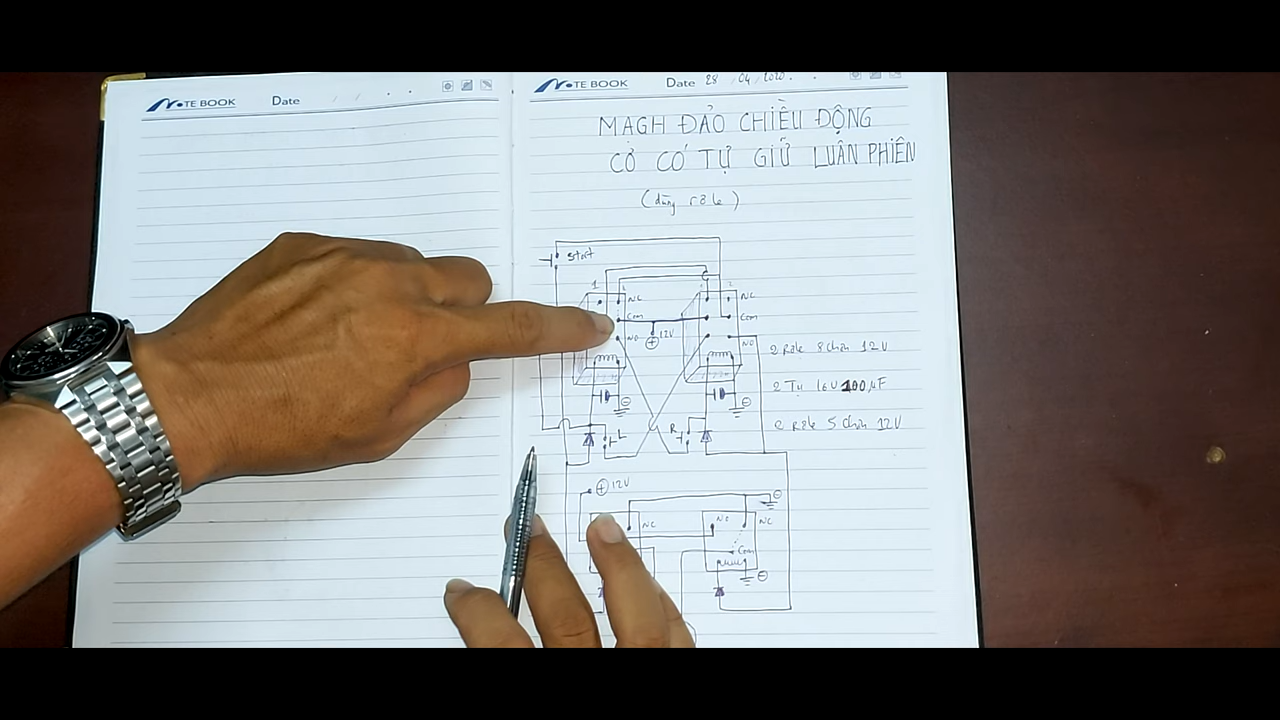 NOTE BOOK Date / /
NOTE BOOK Date 28 / 04 / 2020
MẠCH ĐẢO CHIỀU ĐỘNG
CƠ CÓ TỰ GIỮ LUÂN PHIÊN
(dùng rơle)
Start
1
NC
NC
Com
Com
12V
NO
NO
2 Rơle 8 chân 12V
2 Tụ 16V 100µF
2 Rơle 5 chân 12V
L
R
12V
NC
NC
NC
Com